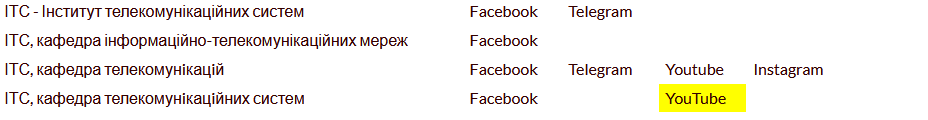 ІТС - Інститут телекомунікаційних систем Facebook Telegram
ІТС, кафедра інформаційно-телекомунікаційних мереж Facebook
ІТС, кафедра телекомунікацій Facebook Telegram Youtube Instagram
ІТС, кафедра телекомунікаційних систем Facebook YouTube